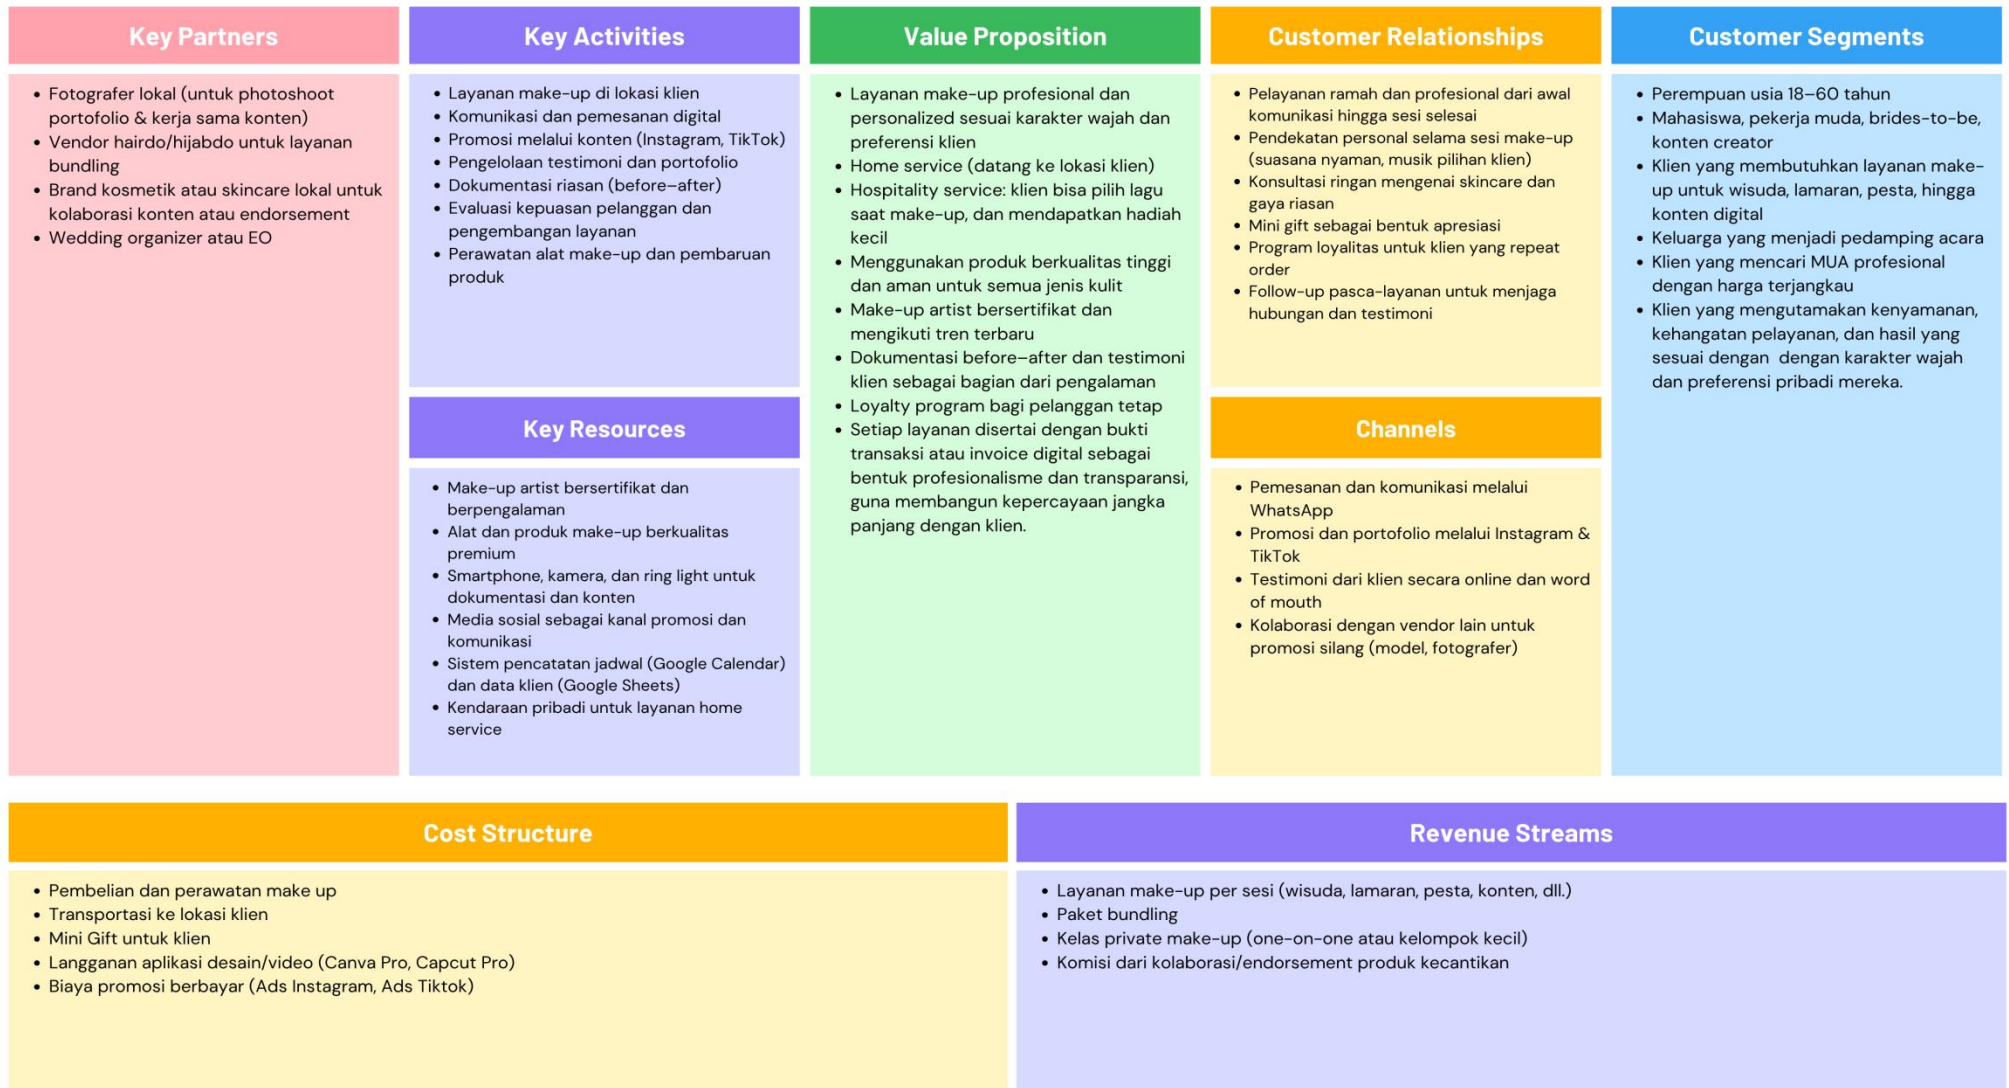 Key Partners
• Fotografer lokal (untuk photoshoot
portofolio & kerja sama konten)
• Vendor hairdo/hijabdo untuk layanan
bundling
• Brand kosmetik atau skincare lokal untuk
kolaborasi konten atau endorsement
• Wedding organizer atau EO
Key Activities
• Layanan make-up di lokasi klien
• Komunikasi dan pemesanan digital
• Promosi melalui konten (Instagram, TikTok)
• Pengelolaan testimoni dan portofolio
• Dokumentasi riasan (before–after)
• Evaluasi kepuasan pelanggan dan
pengembangan layanan
• Perawatan alat make-up dan pembaruan
produk
Key Resources
• Make-up artist bersertifikat dan
berpengalaman
• Alat dan produk make-up berkualitas
premium
• Smartphone, kamera, dan ring light untuk
dokumentasi dan konten
• Media sosial sebagai kanal promosi dan
komunikasi
• Sistem pencatatan jadwal (Google Calendar)
dan data klien (Google Sheets)
• Kendaraan pribadi untuk layanan home
service
Value Proposition
• Layanan make-up profesional dan
personalized sesuai karakter wajah dan
preferensi klien
• Home service (datang ke lokasi klien)
• Hospitality service: klien bisa pilih lagu
saat make-up, dan mendapatkan hadiah
kecil
• Menggunakan produk berkualitas tinggi
dan aman untuk semua jenis kulit
• Make-up artist bersertifikat dan
mengikuti tren terbaru
• Dokumentasi before–after dan testimoni
klien sebagai bagian dari pengalaman
• Loyalty program bagi pelanggan tetap
• Setiap layanan disertai dengan bukti
transaksi atau invoice digital sebagai
bentuk profesionalisme dan transparansi,
guna membangun kepercayaan jangka
panjang dengan klien.
Customer Relationships
• Pelayanan ramah dan profesional dari awal
komunikasi hingga sesi selesai
• Pendekatan personal selama sesi make-up
(suasana nyaman, musik pilihan klien)
• Konsultasi ringan mengenai skincare dan
gaya riasan
• Mini gift sebagai bentuk apresiasi
• Program loyalitas untuk klien yang repeat
order
• Follow-up pasca-layanan untuk menjaga
hubungan dan testimoni
Channels
• Pemesanan dan komunikasi melalui
WhatsApp
• Promosi dan portofolio melalui Instagram &
TikTok
• Testimoni dari klien secara online dan word
of mouth
• Kolaborasi dengan vendor lain untuk
promosi silang (model, fotografer)
Customer Segments
• Perempuan usia 18–60 tahun
• Mahasiswa, pekerja muda, brides-to-be,
konten creator
• Klien yang membutuhkan layanan make-
up untuk wisuda, lamaran, pesta, hingga
konten digital
• Keluarga yang menjadi pedamping acara
• Klien yang mencari MUA profesional
dengan harga terjangkau
• Klien yang mengutamakan kenyamanan,
kehangatan pelayanan, dan hasil yang
sesuai dengan dengan karakter wajah
dan preferensi pribadi mereka.
Cost Structure
• Pembelian dan perawatan make up
• Transportasi ke lokasi klien
• Mini Gift untuk klien
• Langganan aplikasi desain/video (Canva Pro, Capcut Pro)
• Biaya promosi berbayar (Ads Instagram, Ads Tiktok)
Revenue Streams
• Layanan make-up per sesi (wisuda, lamaran, pesta, konten, dll.)
• Paket bundling
• Kelas private make-up (one-on-one atau kelompok kecil)
• Komisi dari kolaborasi/endorsement produk kecantikan